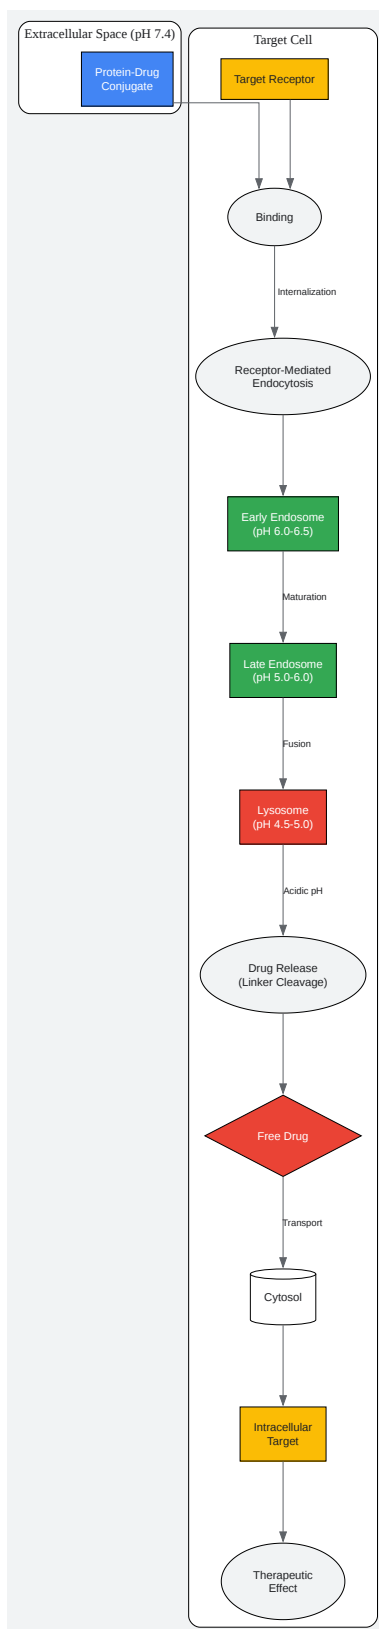 Extracellular Space (pH 7.4)
Protein-Drug
Conjugate
Target Cell
Target Receptor
Binding
Internalization
Receptor-Mediated
Endocytosis
Early Endosome
(pH 6.0-6.5)
Maturation
Late Endosome
(pH 5.0-6.0)
Fusion
Lysosome
(pH 4.5-5.0)
Acidic pH
Drug Release
(Linker Cleavage)
Free Drug
Transport
Cytosol
Intracellular
Target
Therapeutic
Effect